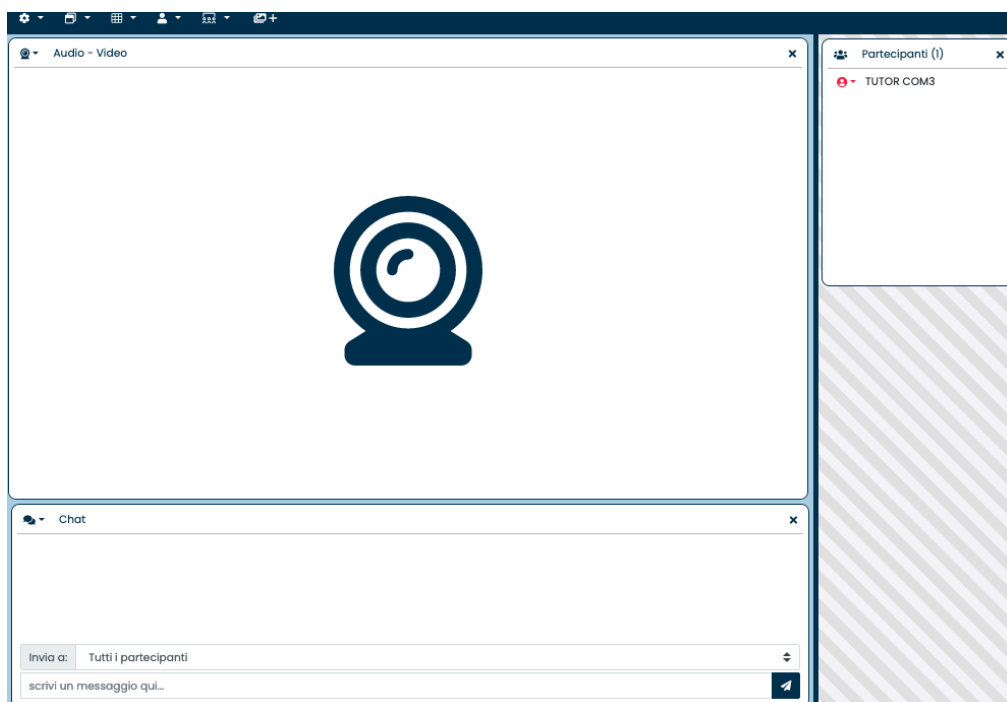 Audio - Video
Partecipanti (1)
TUTOR COM3
Chat
Invia a: Tutti i partecipanti
scrivi un messaggio qui...